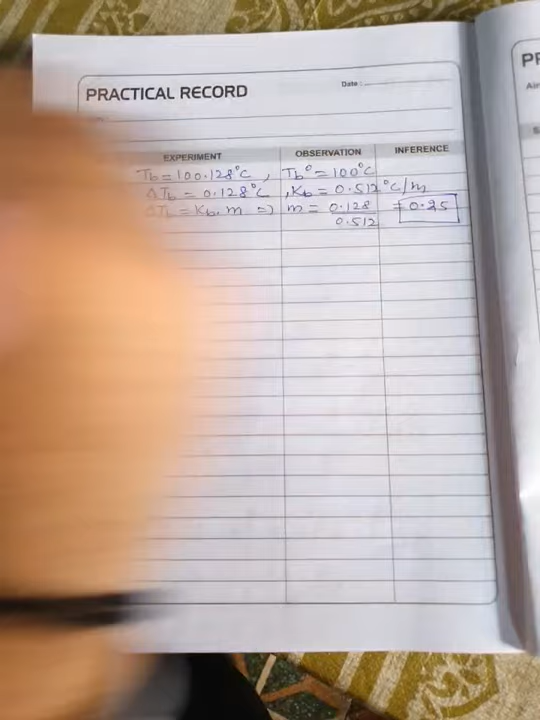 PRACTICAL RECORD
Date :
EXPERIMENT OBSERVATION INFERENCE
Tb = 100.128°C , Tb° = 100°C
ΔTb = 0.128°C , Kb = 0.512°C/m
ΔTb = Kb. m => m = 0.128 = 0.25
0.512
PR